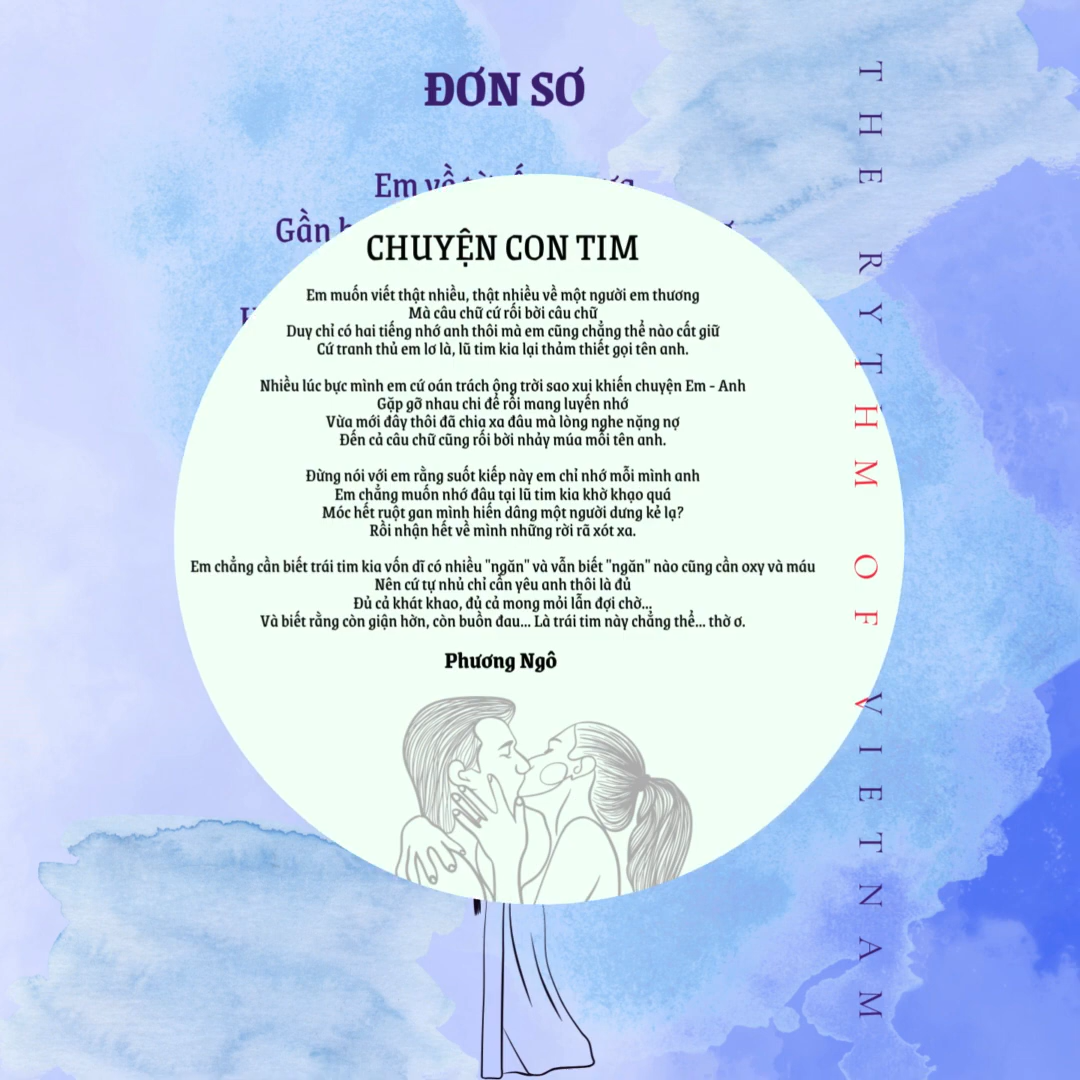 ĐƠN SƠ
Em về
Gần
CHUYỆN CON TIM
Em muốn viết thật nhiều, thật nhiều về một người em thương
Mà câu chữ cứ rối bời câu chữ
Duy chỉ có hai tiếng nhớ anh thôi mà em cũng chẳng thể nào cất giữ
Cứ tranh thủ em lơ là, lũ tim kia lại thảm thiết gọi tên anh.
Nhiều lúc bực mình em cứ oán trách ông trời sao xui khiến chuyện Em - Anh
Gặp gỡ nhau chi để rồi mang luyến nhớ
Vừa mới đây thôi đã chia xa đâu mà lòng nghe nặng nợ
Đến cả câu chữ cũng rối bời nhảy múa mỗi tên anh.
Đừng nói với em rằng suốt kiếp này em chỉ nhớ mỗi mình anh
Em chẳng muốn nhớ đâu tại lũ tim kia khờ khạo quá
Móc hết ruột gan mình hiến dâng một người dưng kẻ lạ?
Rồi nhận hết về mình những rời rã xót xa.
Em chẳng cần biết trái tim kia vốn dĩ có nhiều "ngăn" và vẫn biết "ngăn" nào cũng cần oxy và máu
Nên cứ tự nhủ chỉ cần yêu anh thôi là đủ
Đủ cả khát khao, đủ cả mong mỏi lẫn đợi chờ...
Và biết rằng còn giận hờn, còn buồn đau... Là trái tim này chẳng thể... thờ ơ.
Phương Ngô
THE RYTHM OF VIETNAM